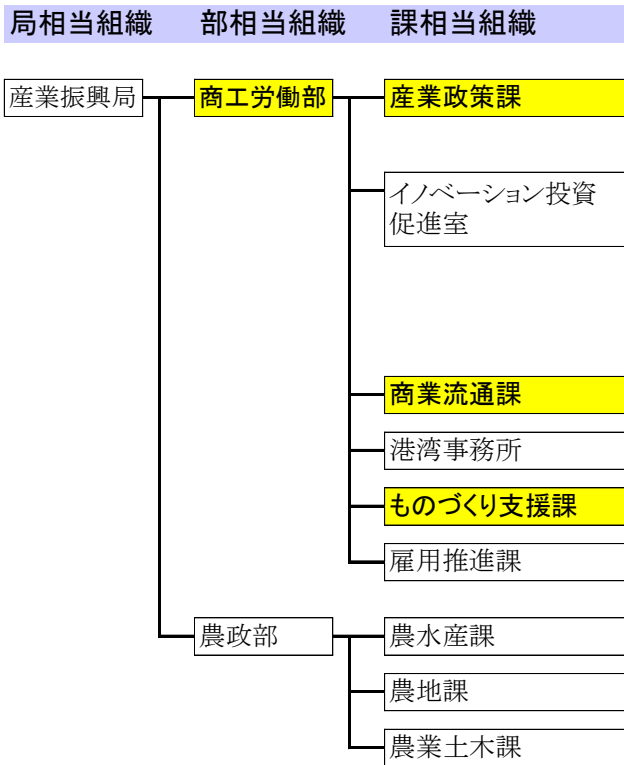 局相当組織 部相当組織 課相当組織
産業振興局 商工労働部 産業政策課
イノベーション投資
促進室
商業流通課
港湾事務所
ものづくり支援課
雇用推進課
農政部 農水産課
農地課
農業土木課